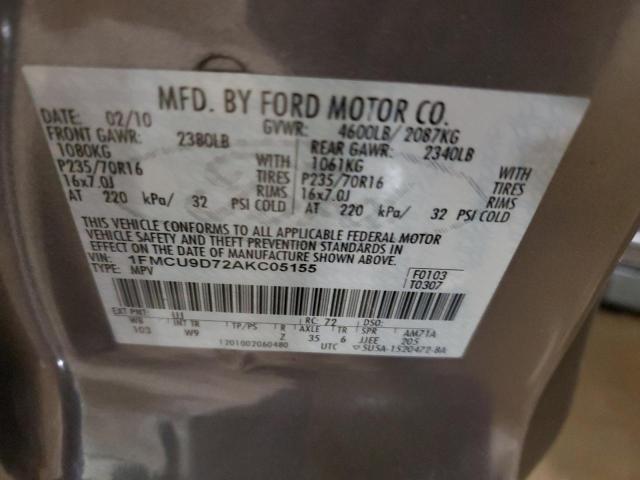 MFD. BY FORD MOTOR CO.
DATE: 02/10 GVWR: 4600LB/ 2087KG
FRONT GAWR: 2380LB REAR GAWR: 2340LB
1080KG WITH 1061KG WITH
P235/70R16 TIRES P235/70R16 TIRES
16x7.0J RIMS 16x7.0J RIMS
AT 220 kPa/ 32 PSI COLD AT 220 kPa/ 32 PSI COLD
THIS VEHICLE CONFORMS TO ALL APPLICABLE FEDERAL MOTOR
VEHICLE SAFETY AND THEFT PREVENTION STANDARDS IN
EFFECT ON THE DATE OF MANUFACTURE SHOWN ABOVE.
VIN: 1FMCU9D72AKC05155 F0103
TYPE: MPV T0307
EXT PNT: UJ RC: 72 DSO:
WB INT TR TP/PS R AXLE TR SPR AM71A
103 W9 Z 35 6 JJEE 205
1201002060480 UTC SU5A-1520472-BA